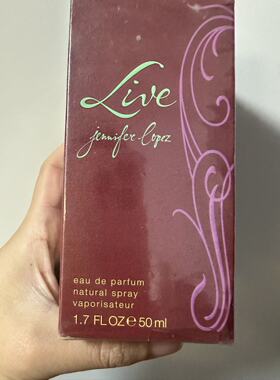 Live
jennifer lopez
eau de parfum
natural spray
vaporisateur
1.7 FL OZ ℮ 50 ml